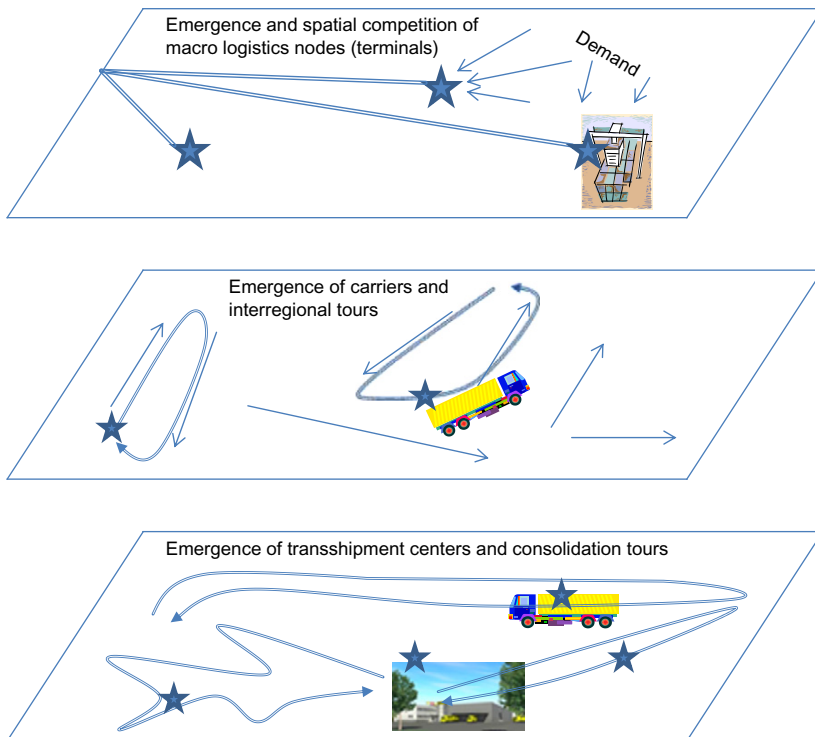 Emergence and spatial competition of
macro logistics nodes (terminals)
Demand
Emergence of carriers and
interregional tours
Emergence of transshipment centers and consolidation tours